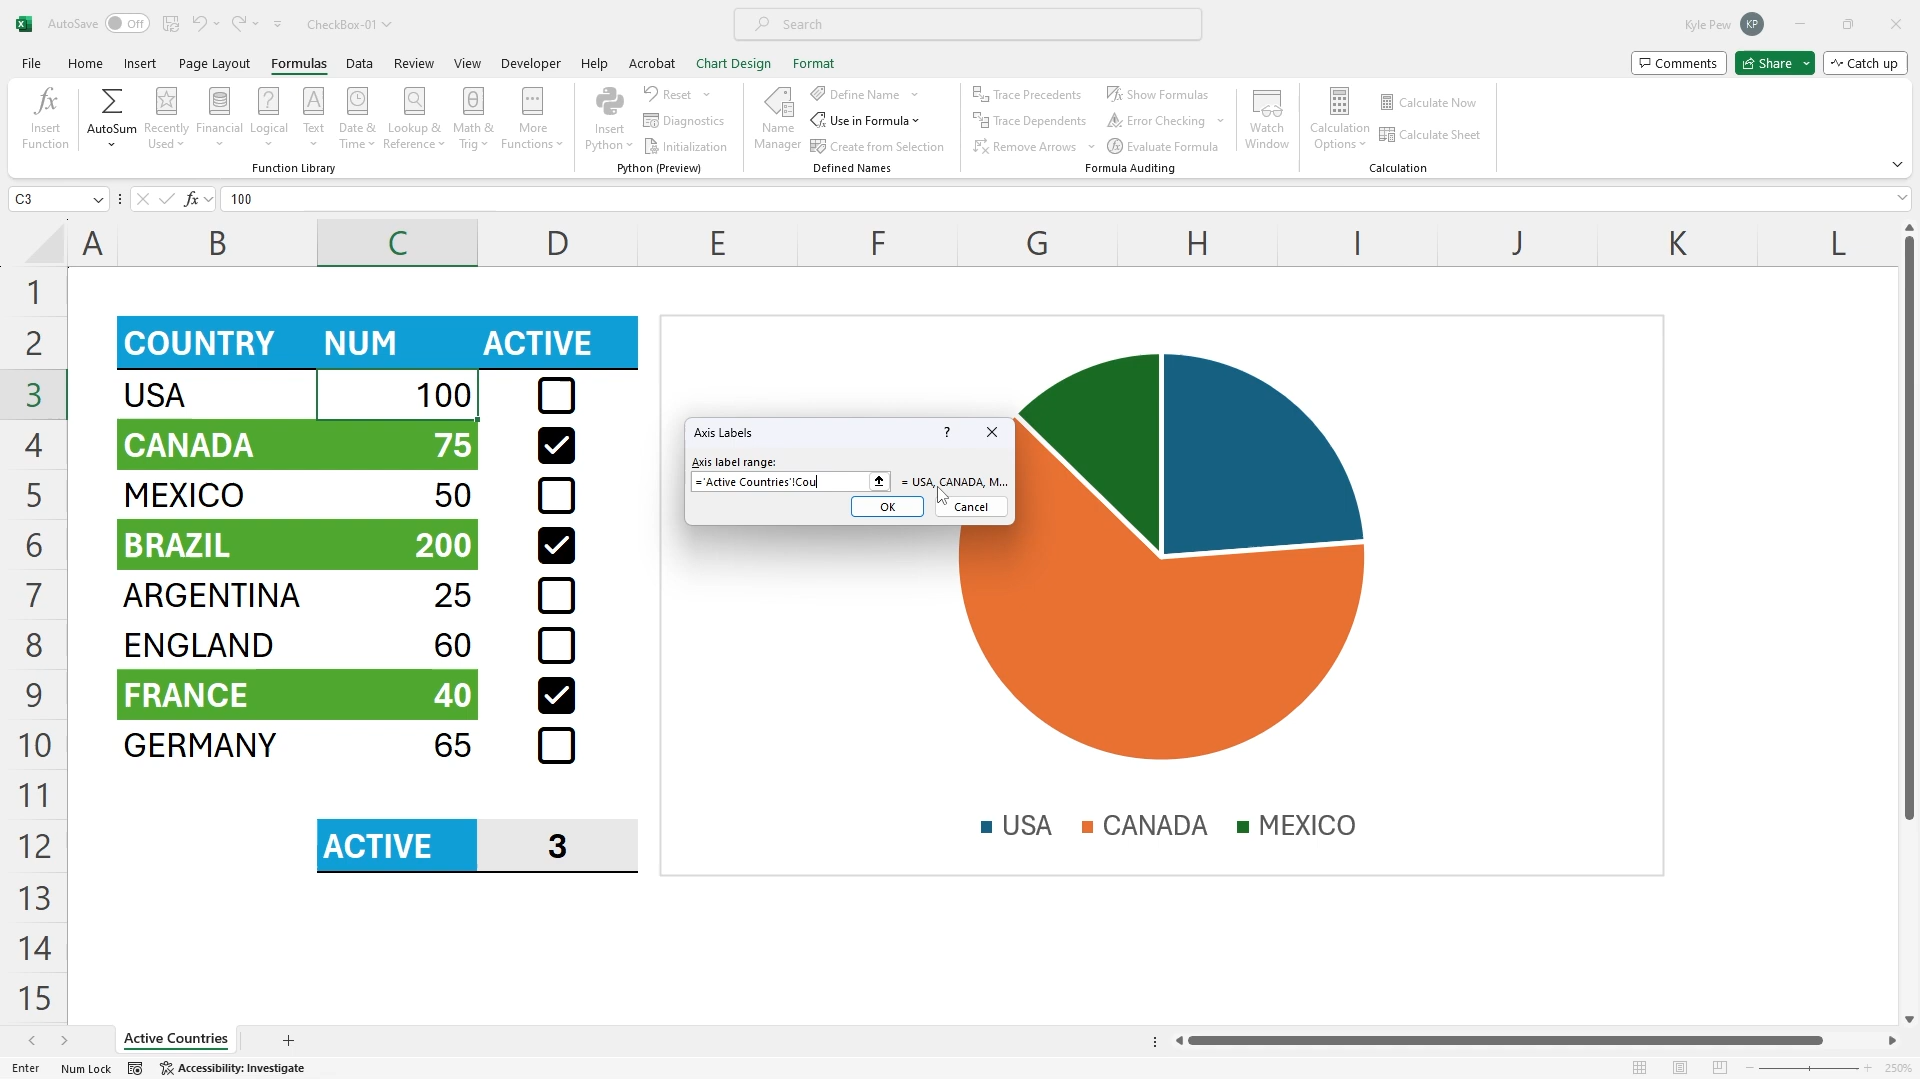 AutoSave Off CheckBox-01 Search Kyle Pew KP
File Home Insert Page Layout Formulas Data Review View Developer Help Acrobat Chart Design Format Comments Share Catch up
Insert Function
AutoSum
Recently Used
Financial
Logical
Text
Date & Time
Lookup & Reference
Math & Trig
More Functions
Function Library
Insert Python
Reset
Diagnostics
Initialization
Python (Preview)
Name Manager
Define Name
Use in Formula
Create from Selection
Defined Names
Trace Precedents
Trace Dependents
Remove Arrows
Show Formulas
Error Checking
Evaluate Formula
Formula Auditing
Watch Window
Calculation Options
Calculate Now
Calculate Sheet
Calculation
C3 fx 100
A B C D E F G H I J K L
1
2 COUNTRY NUM ACTIVE
3 USA 100
4 CANADA 75
5 MEXICO 50
6 BRAZIL 200
7 ARGENTINA 25
8 ENGLAND 60
9 FRANCE 40
10 GERMANY 65
11
12 ACTIVE 3
13
14
15
Axis Labels ?
Axis label range:
='Active Countries'!Cou = USA, CANADA, M...
OK Cancel
USA CANADA MEXICO
Active Countries
Enter Num Lock Accessibility: Investigate 250%